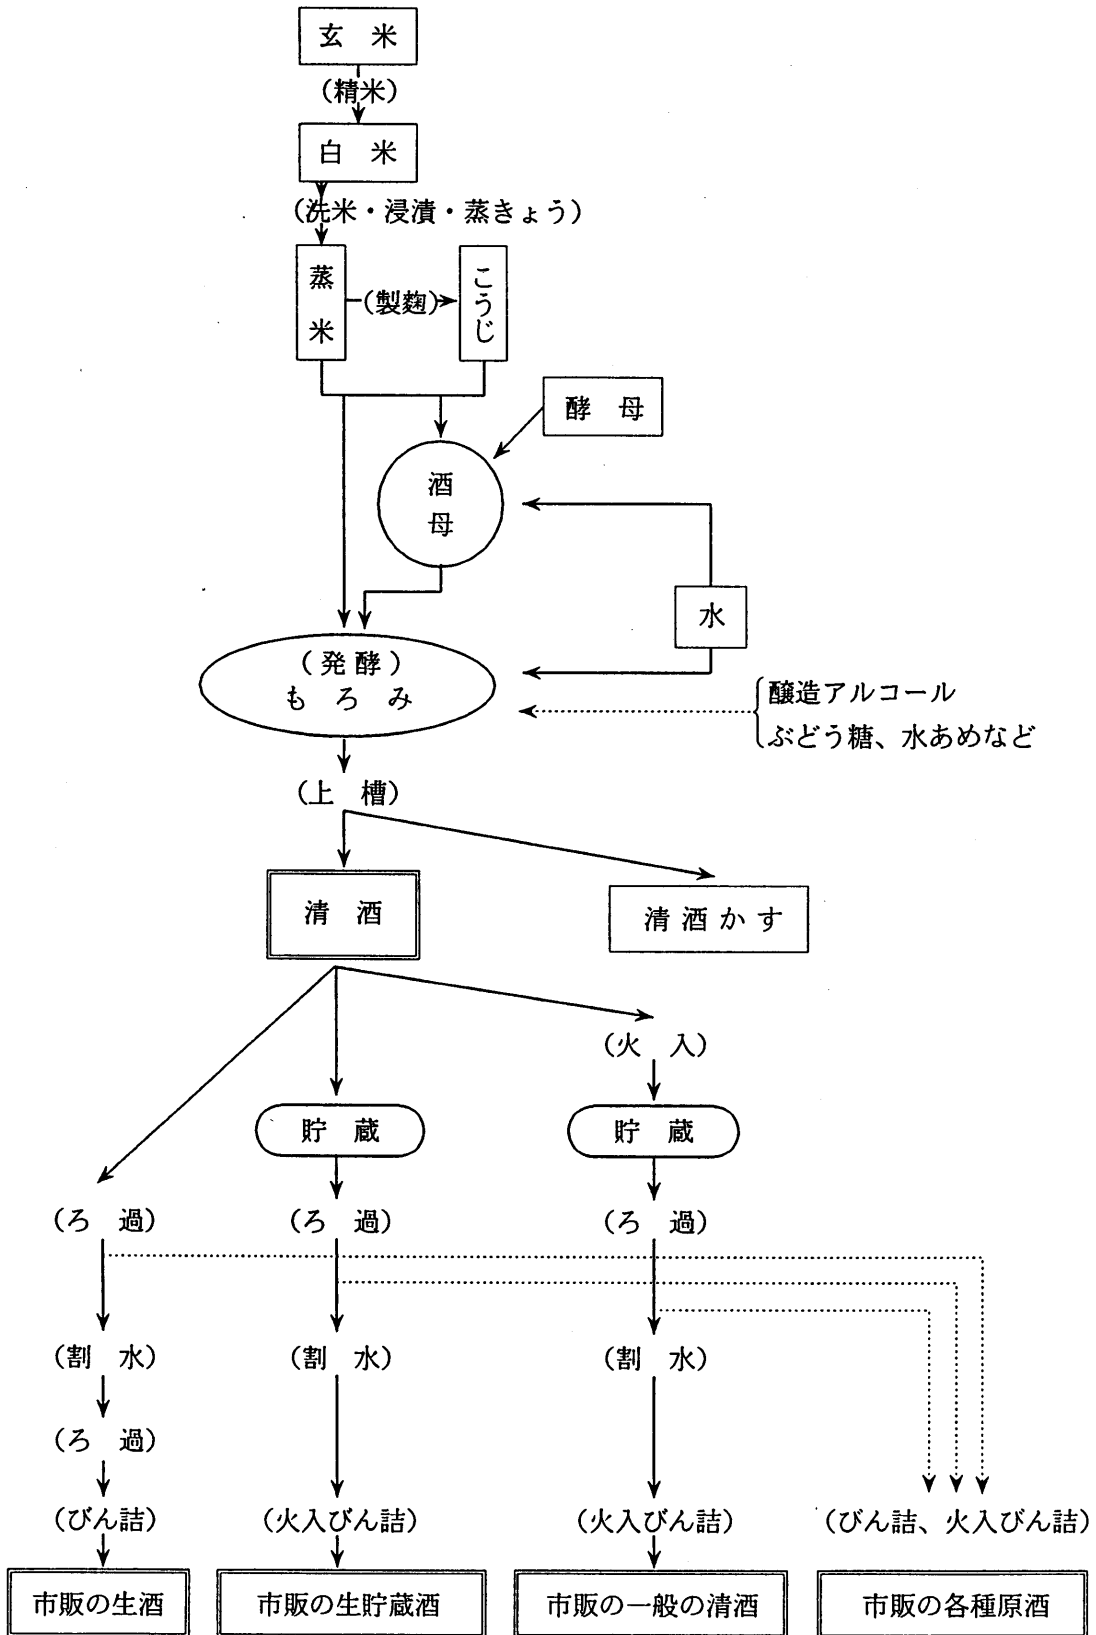 玄 米
(精米)
白 米
(洗米・浸漬・蒸きょう)
蒸米
(製麹)
こうじ
酵 母
酒母
水
(発酵)
もろみ
醸造アルコール
ぶどう糖、水あめなど
(上 槽)
清 酒
清酒かす
(火 入)
貯 蔵
貯 蔵
(ろ 過)
(ろ 過)
(ろ 過)
(割 水)
(割 水)
(割 水)
(ろ 過)
(びん詰)
(火入びん詰)
(火入びん詰)
(びん詰、火入びん詰)
市販の生酒
市販の生貯蔵酒
市販の一般の清酒
市販の各種原酒